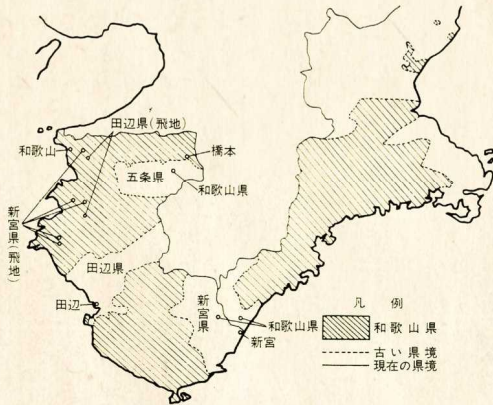 田辺県(飛地)
和歌山
橋本
五条県
和歌山県
新宮県(飛地)
田辺県
田辺
新宮県
和歌山県
新宮
凡例
和歌山県
古い県境
現在の県境